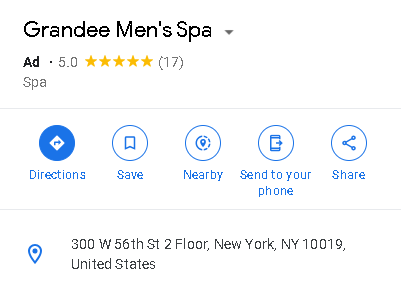 Grandee Men's Spa
Ad · 5.0 ★★★★★ (17)
Spa
Directions
Save
Nearby
Send to your
phone
Share
300 W 56th St 2 Floor, New York, NY 10019,
United States